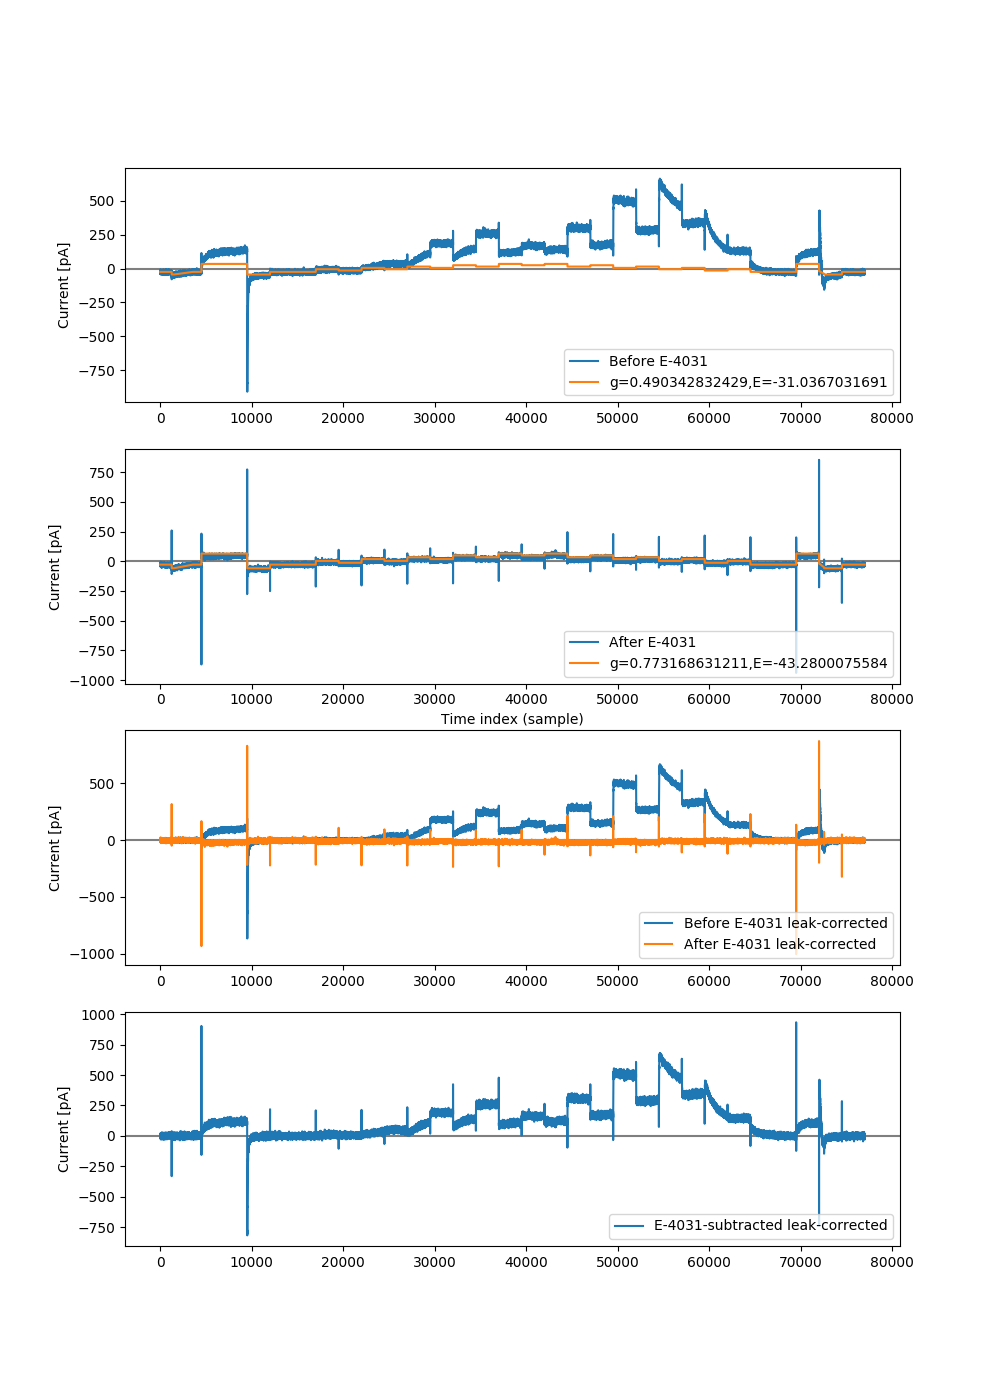 500
250
0
−250
−500
−750
Current [pA]
Before E-4031
g=0.490342832429,E=-31.0367031691
0 10000 20000 30000 40000 50000 60000 70000 80000
750
500
250
0
−250
−500
−750
−1000
Current [pA]
After E-4031
g=0.773168631211,E=-43.2800075584
0 10000 20000 30000 40000 50000 60000 70000 80000
Time index (sample)
500
0
−500
−1000
Current [pA]
Before E-4031 leak-corrected
After E-4031 leak-corrected
0 10000 20000 30000 40000 50000 60000 70000 80000
1000
750
500
250
0
−250
−500
−750
Current [pA]
E-4031-subtracted leak-corrected
0 10000 20000 30000 40000 50000 60000 70000 80000